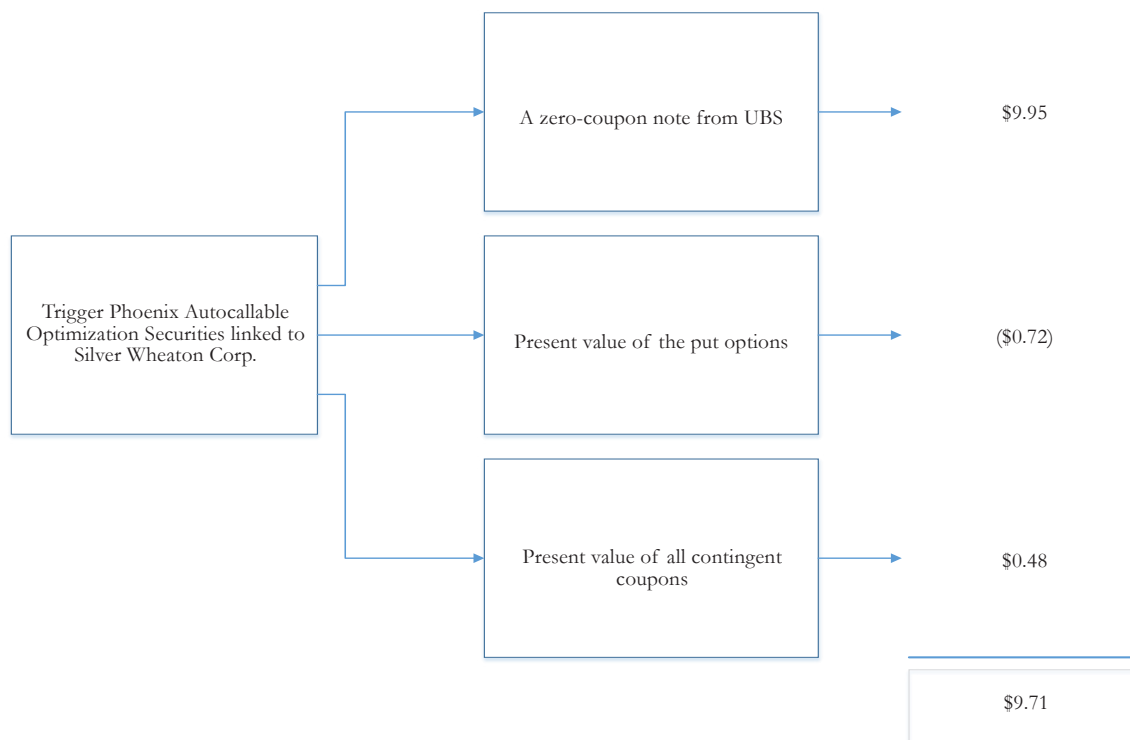 A zero-coupon note from UBS
$9.95
Trigger Phoenix Autocallable
Optimization Securities linked to
Silver Wheaton Corp.
Present value of the put options
($0.72)
Present value of all contingent
coupons
$0.48
$9.71